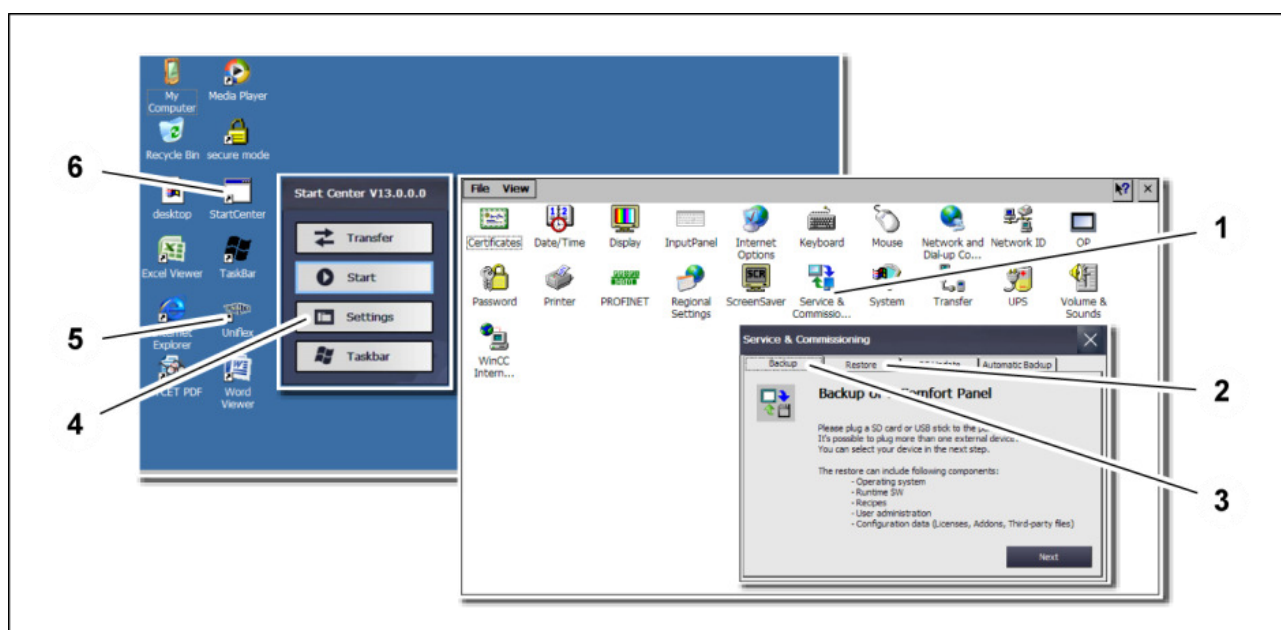 My
Computer
Media Player
Recycle Bin
secure mode
6
desktop
StartCenter
Excel Viewer
TaskBar
5
Explorer
Uniflex
4
PDF
Word
Viewer
Start Center V13.0.0.0
Transfer
Start
Settings
Taskbar
File View
Certificates
Date/Time
Display
InputPanel
Internet
Options
Keyboard
Mouse
Network and
Dial-up Co...
Network ID
OP
1
Password
Printer
PROFINET
Regional
Settings
SCR
ScreenSaver
Service &
Commissio...
System
Transfer
UPS
Volume &
Sounds
WinCC
Intern...
Service & Commissioning
Backup
Restore
Automatic Backup
2
Backup of Comfort Panel
Please plug a SD card or USB stick to the
It's possible to plug more than one external device.
You can select your device in the next step.
The restore can include following components:
- Operating system
- Runtime SW
- Recipes
- User administration
- Configuration data (Licenses, Addons, Third-party files)
3
Next